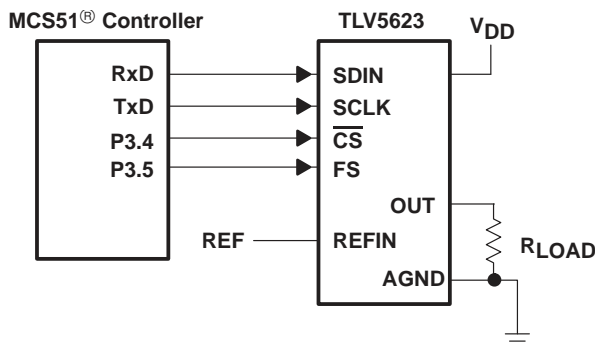 MCS51® Controller
TLV5623
VDD
RxD
SDIN
TxD
SCLK
P3.4
CS
P3.5
FS
OUT
REF
REFIN
RLOAD
AGND